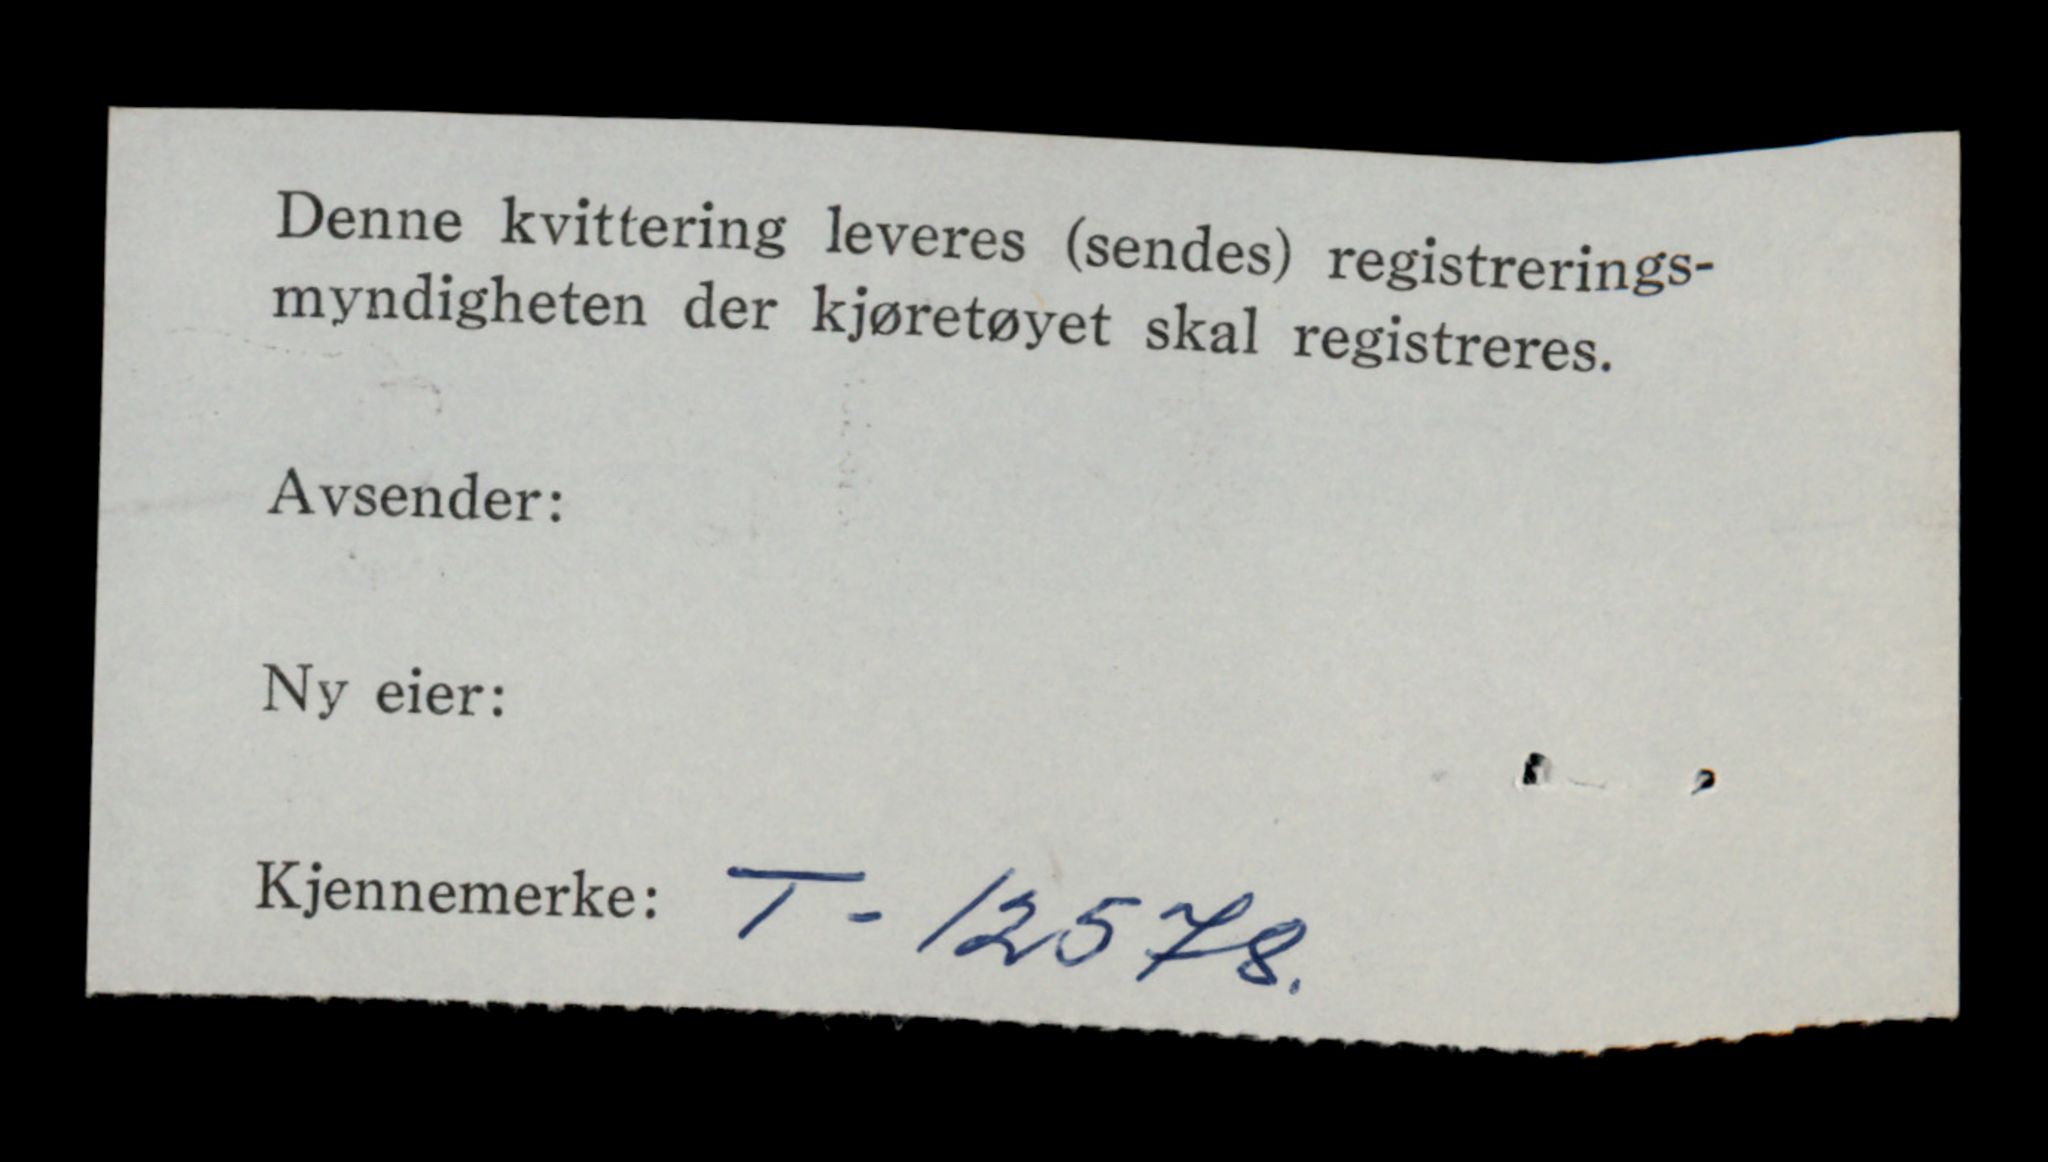 Denne kvittering leveres (sendes) registrerings-
myndigheten der kjøretøyet skal registreres.
Avsender:
Ny eier:
Kjennemerke: T-12578.